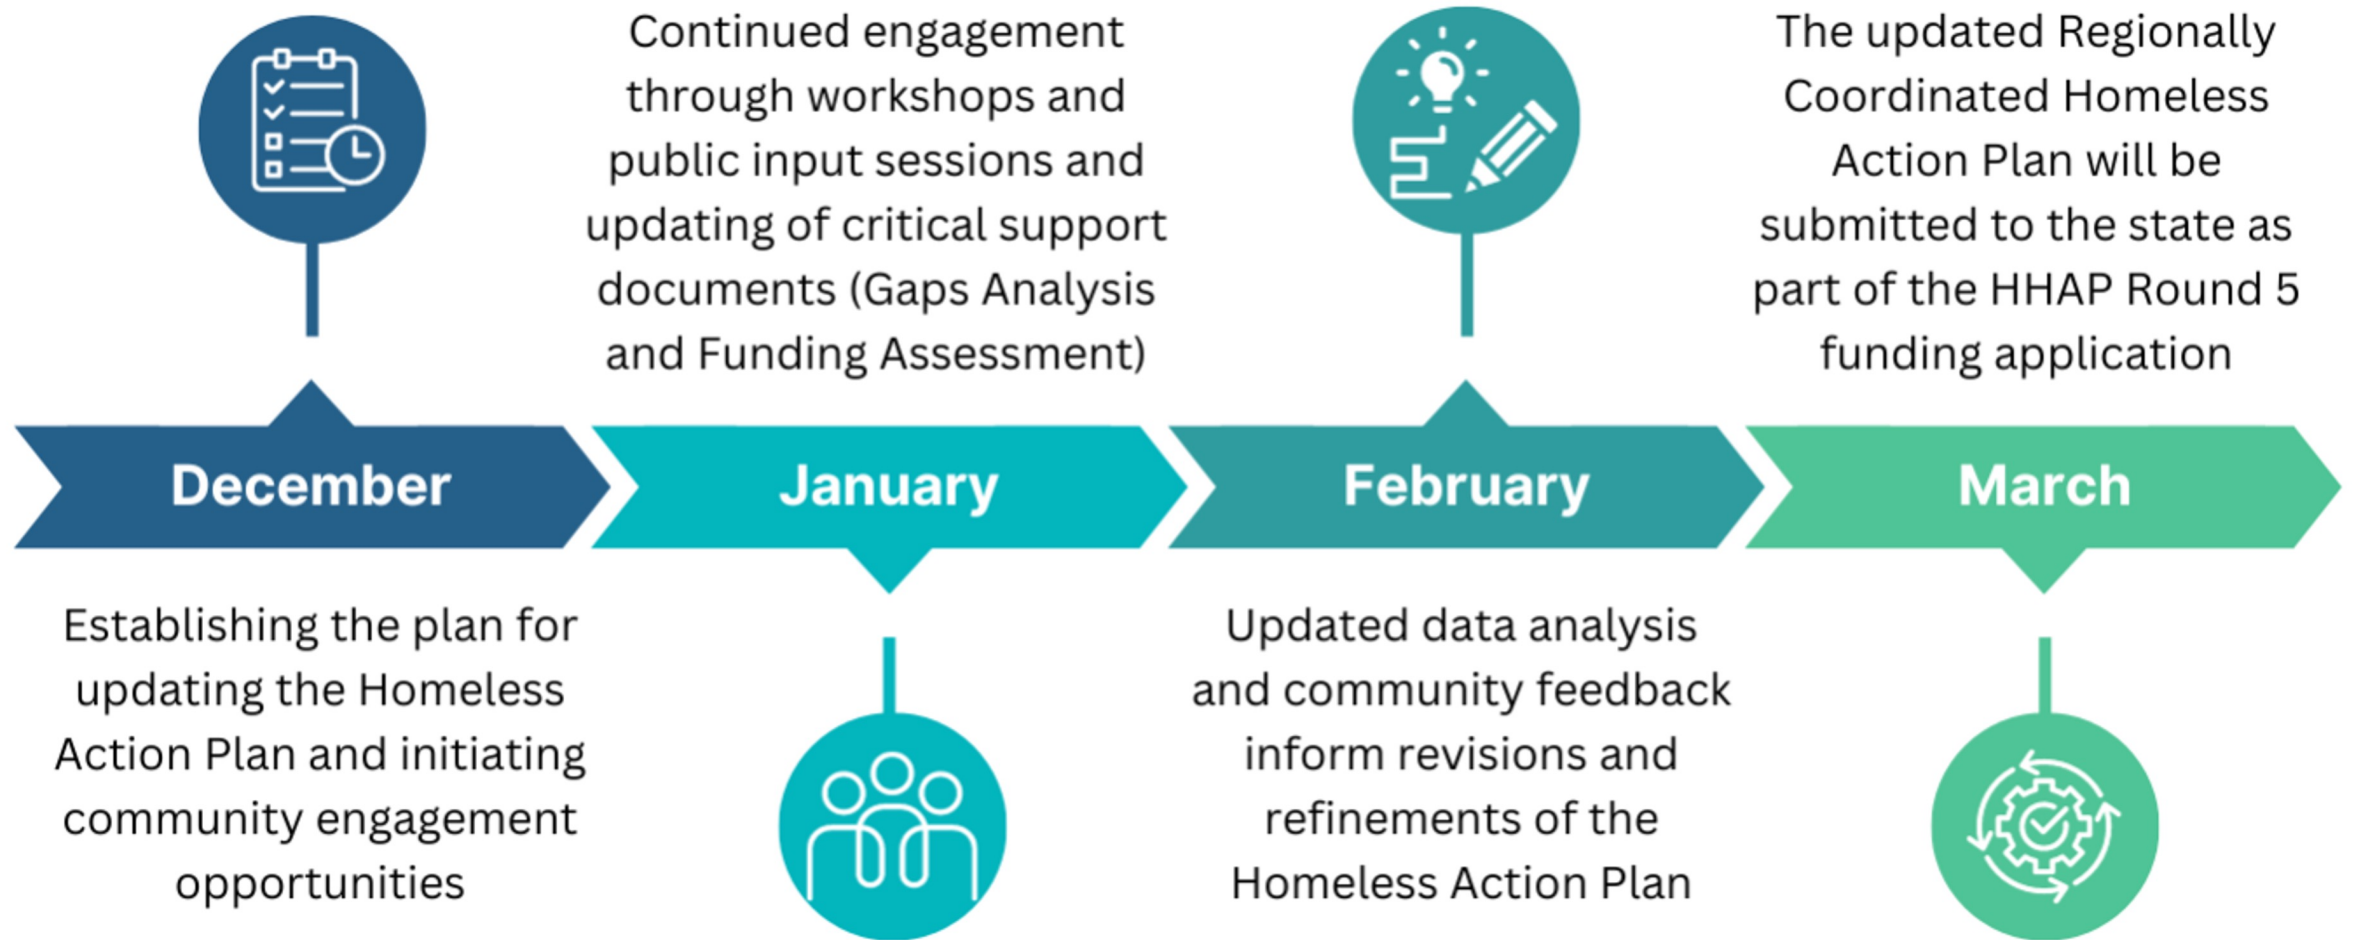 December
Establishing the plan for
updating the Homeless
Action Plan and initiating
community engagement
opportunities
Continued engagement
through workshops and
public input sessions and
updating of critical support
documents (Gaps Analysis
and Funding Assessment)
January
February
Updated data analysis
and community feedback
inform revisions and
refinements of the
Homeless Action Plan
The updated Regionally
Coordinated Homeless
Action Plan will be
submitted to the state as
part of the HHAP Round 5
funding application
March